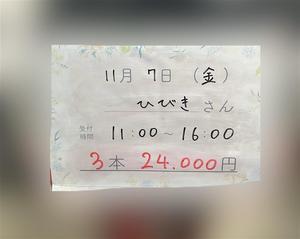 11月 7日 (金)
ひびき さん
受付時間 11:00～16:00
3本 24.000円